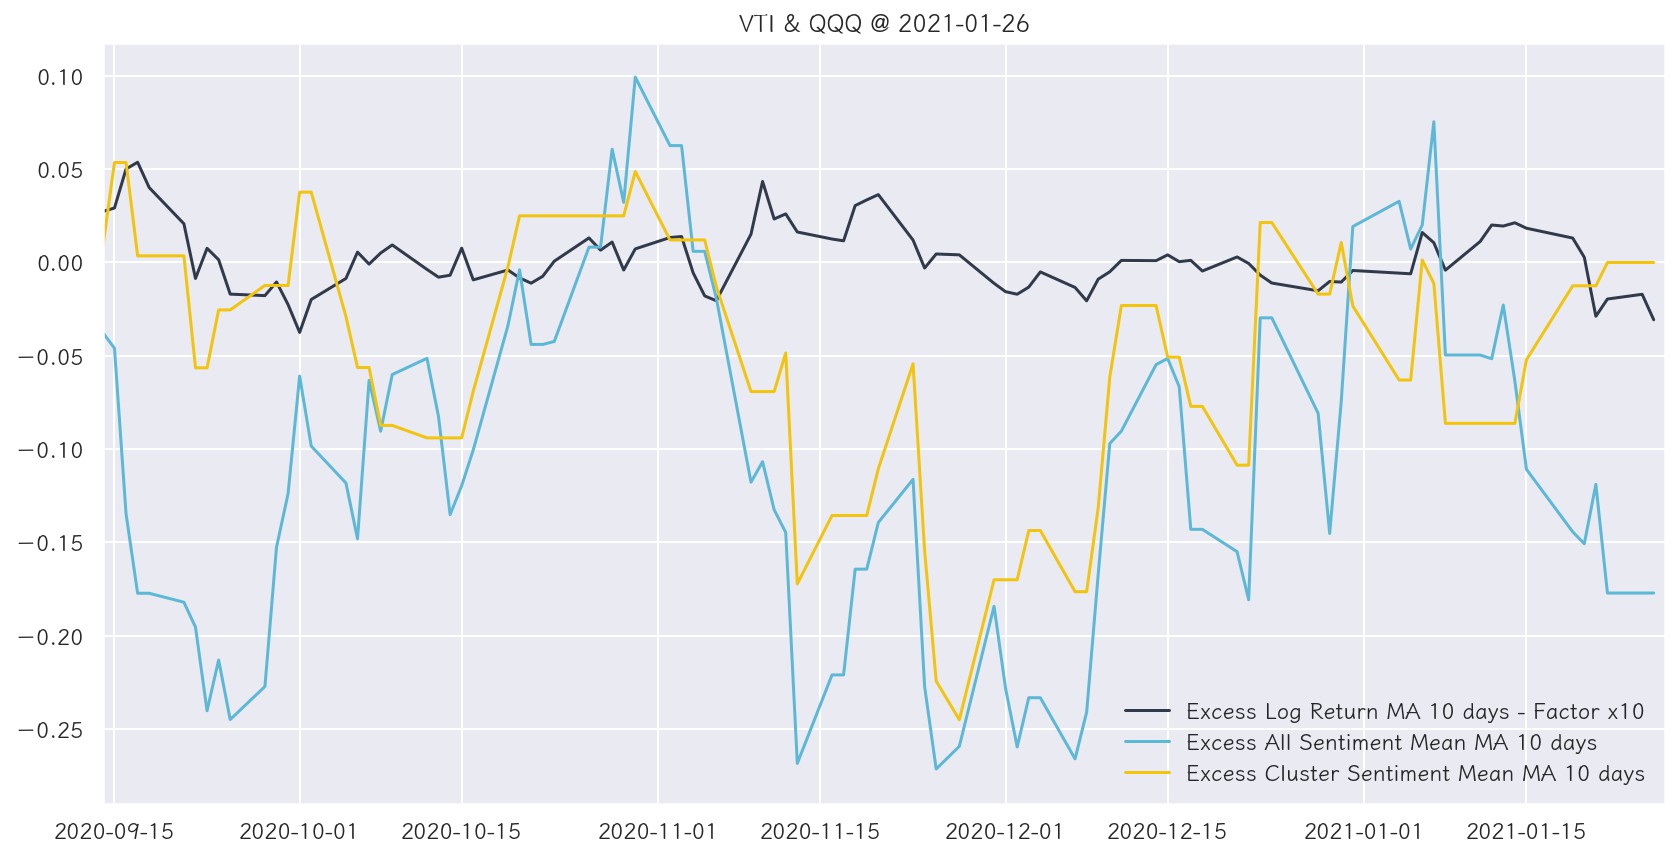 VTI & QQQ @ 2021-01-26
0.10
0.05
0.00
−0.05
−0.10
−0.15
−0.20
−0.25
Excess Log Return MA 10 days - Factor x10
Excess All Sentiment Mean MA 10 days
Excess Cluster Sentiment Mean MA 10 days
2020-09-15 2020-10-01 2020-10-15 2020-11-01 2020-11-15 2020-12-01 2020-12-15 2021-01-01 2021-01-15